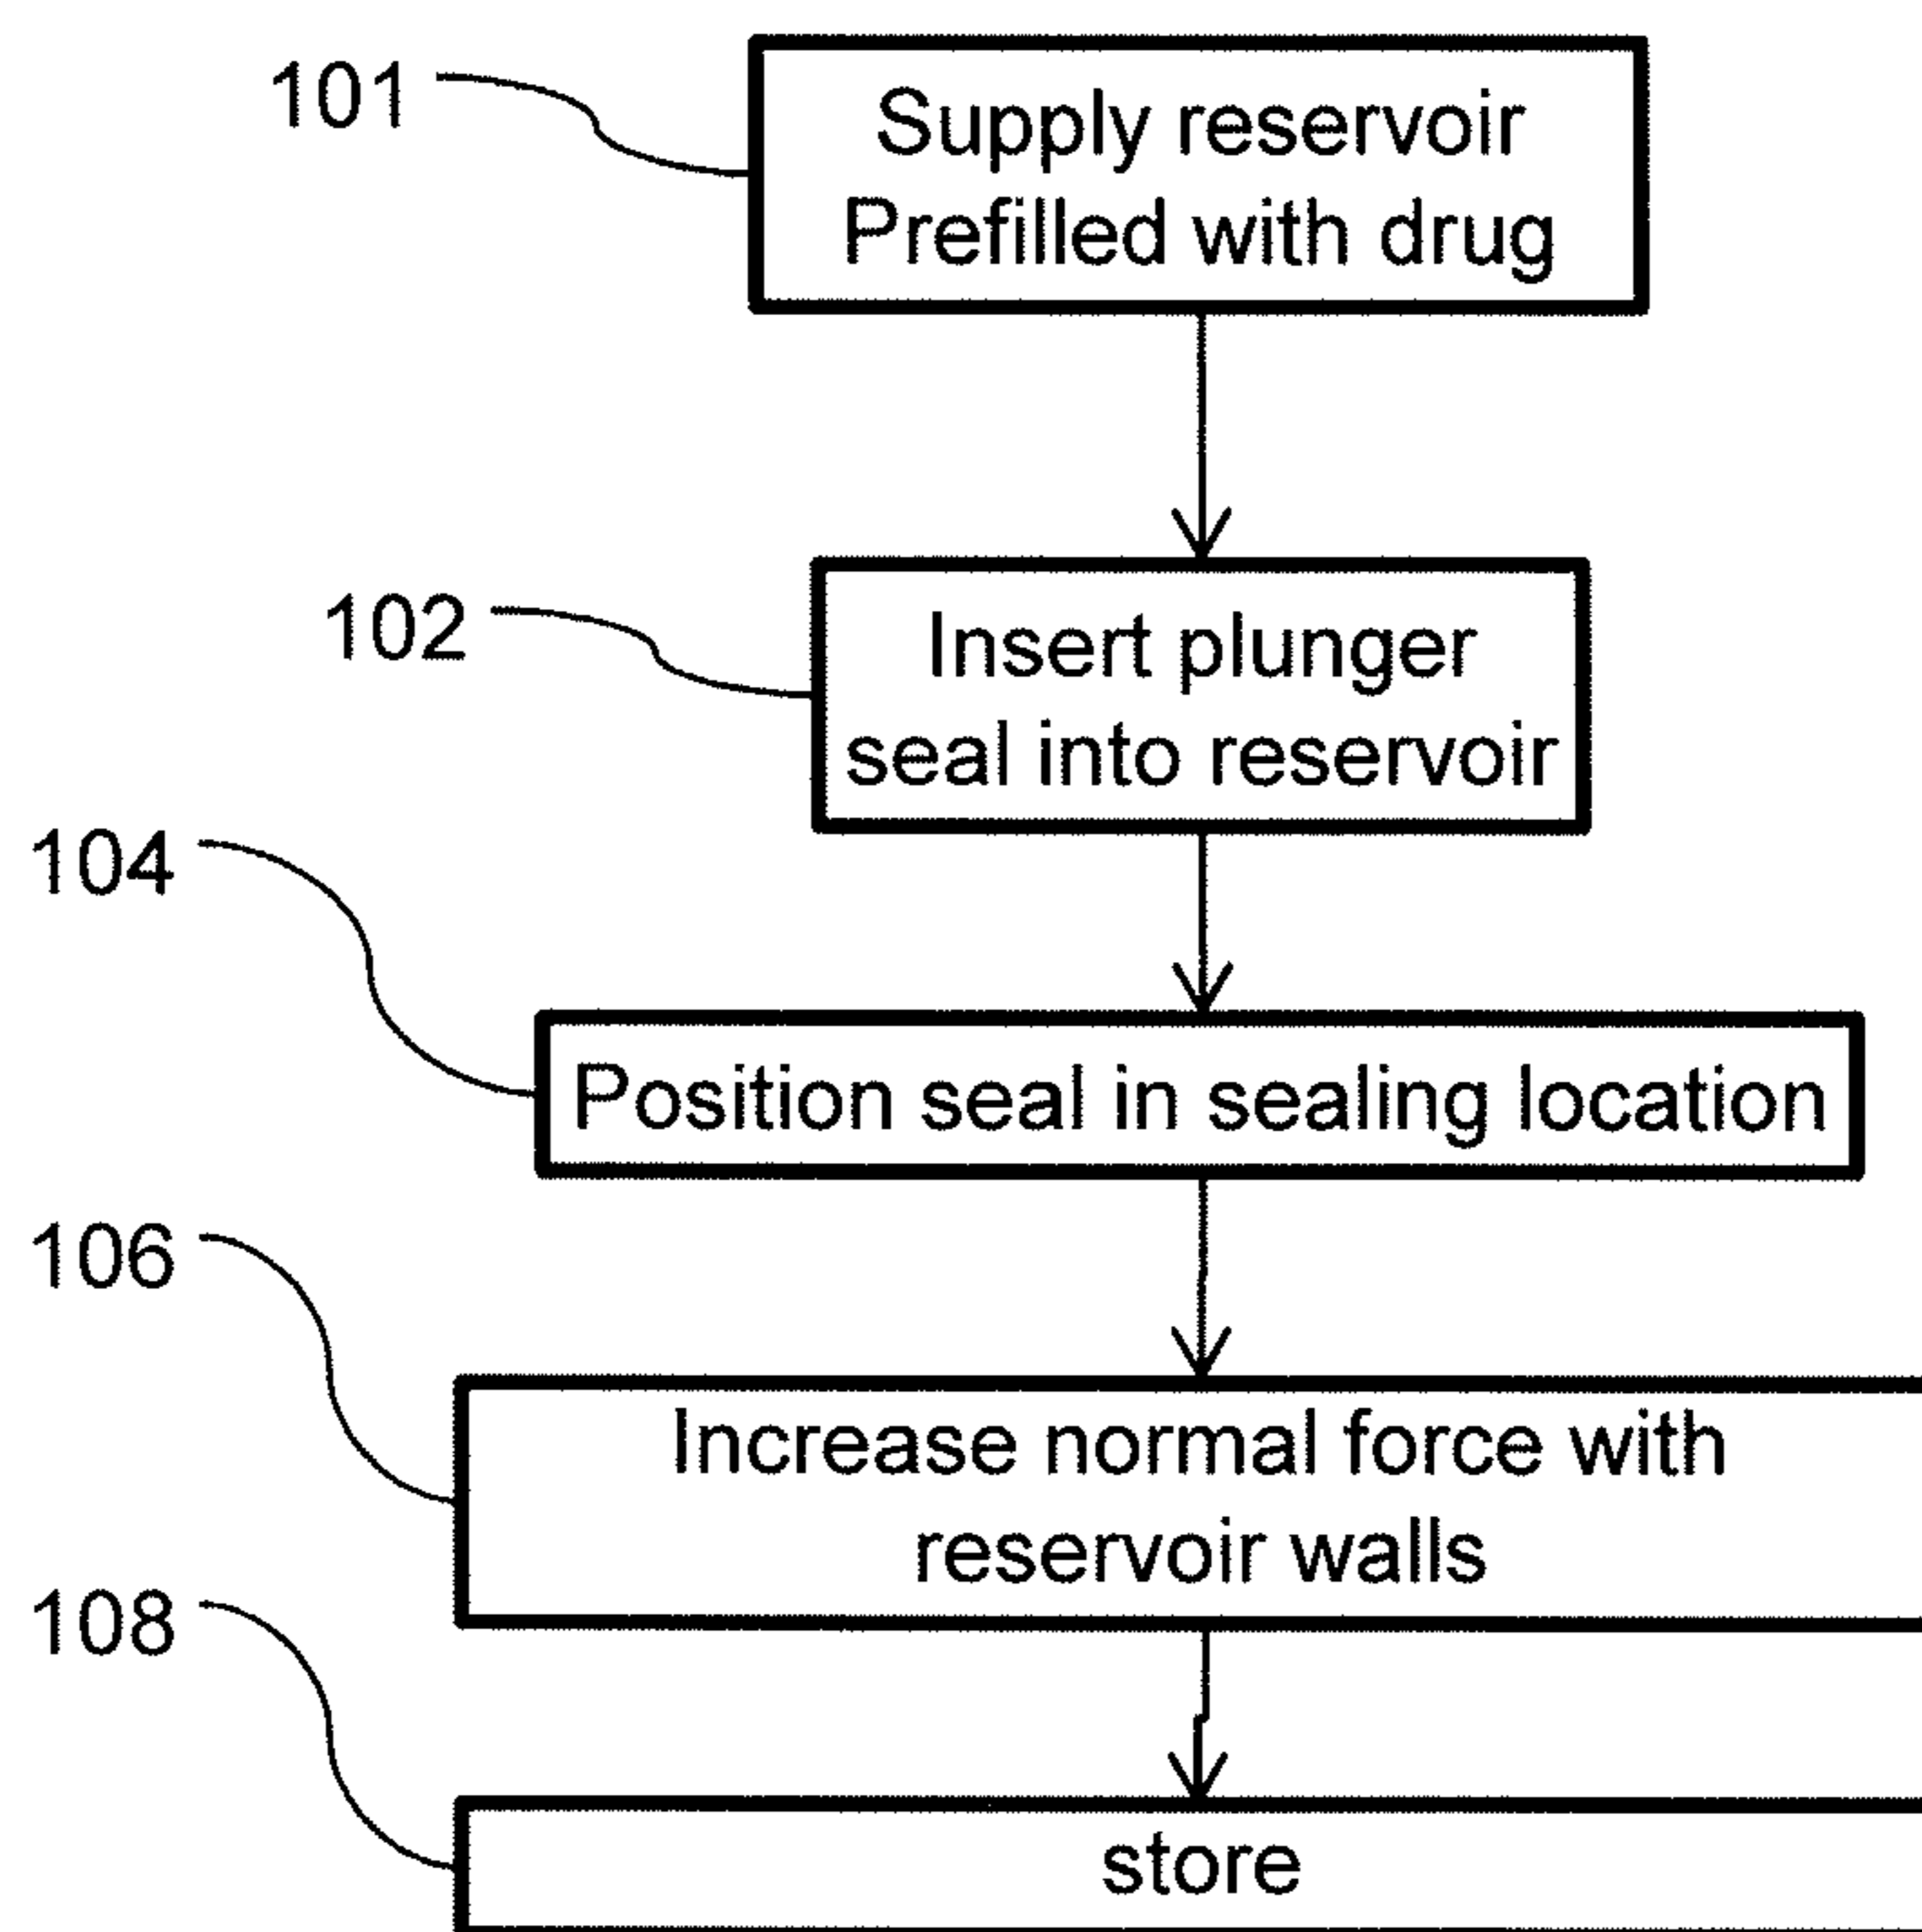 101
Supply reservoir
Prefilled with drug
102
Insert plunger
seal into reservoir
104
Position seal in sealing location
106
Increase normal force with
reservoir walls
108
store